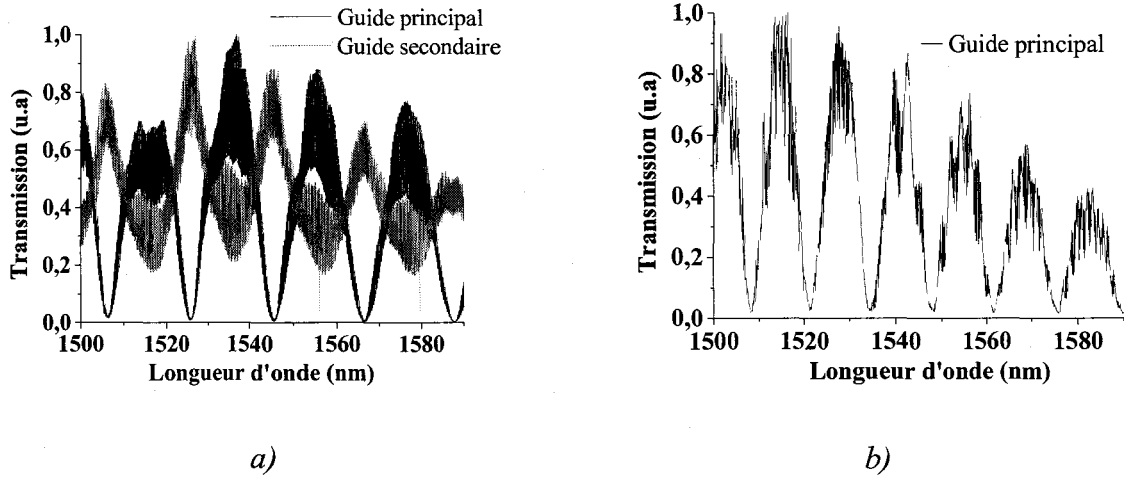 Guide principal
Guide secondaire
1,0
0,8
0,6
0,4
0,2
0,0
Transmission (u.a)
1500 1520 1540 1560 1580
Longueur d'onde (nm)
a)
Guide principal
1,0
0,8
0,6
0,4
0,2
0,0
Transmission (u.a)
1500 1520 1540 1560 1580
Longueur d'onde (nm)
b)